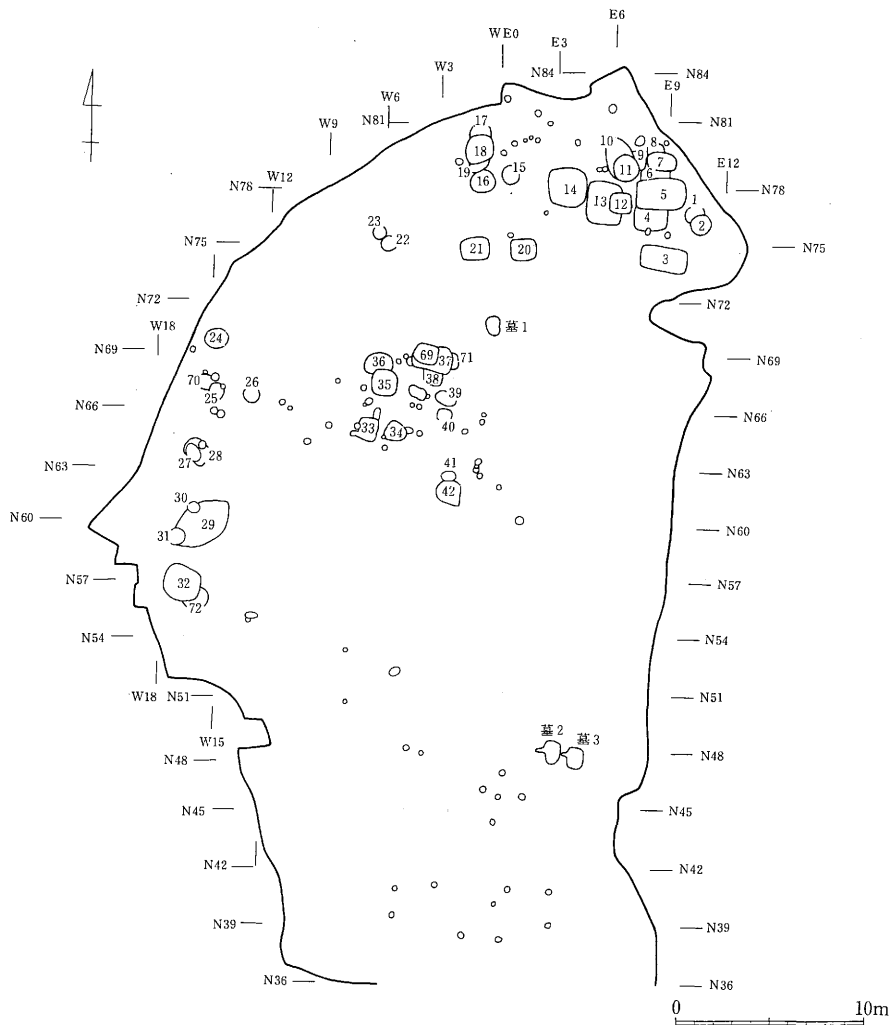 E6
WE0 E3
N84 N84
W3 E9
W6
N81 N81
W9
17 10 8
18 9 7
11 6
19 16 15 E12
W12
N78 N78
14 13 12 5 1
4 2
23
22
N75 21 20 3 N75
N72 N72
墓1
W18
N69 24 N69
36 69 37 71
70 35 38
25 26 39
N66 N66
33 34 40
N63 27 28 41 N63
42
30
N60 29 N60
31
N57 32 N57
72
N54 N54
W18 N51 N51
W15 墓2 墓3
N48 N48
N45 N45
N42 N42
N39 N39
N36 N36
0 10m